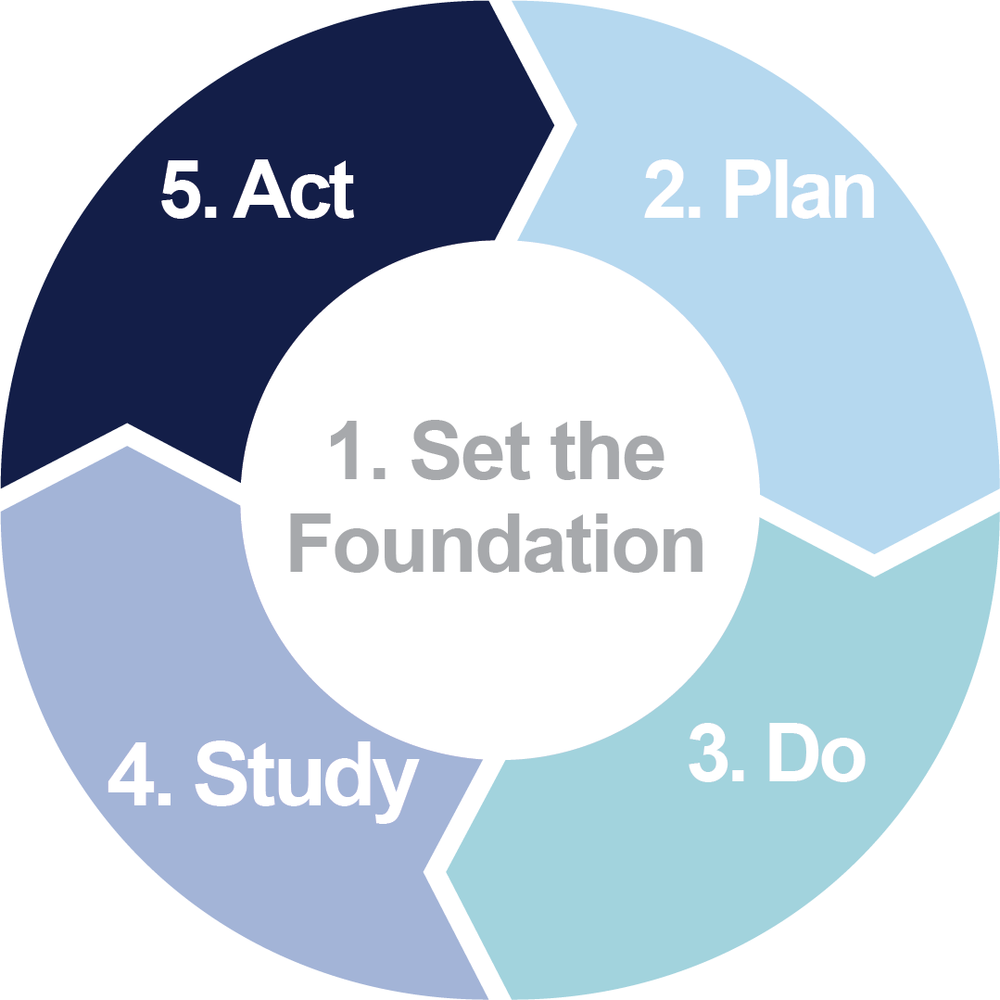 1. Set the
Foundation
2. Plan
3. Do
4. Study
5. Act